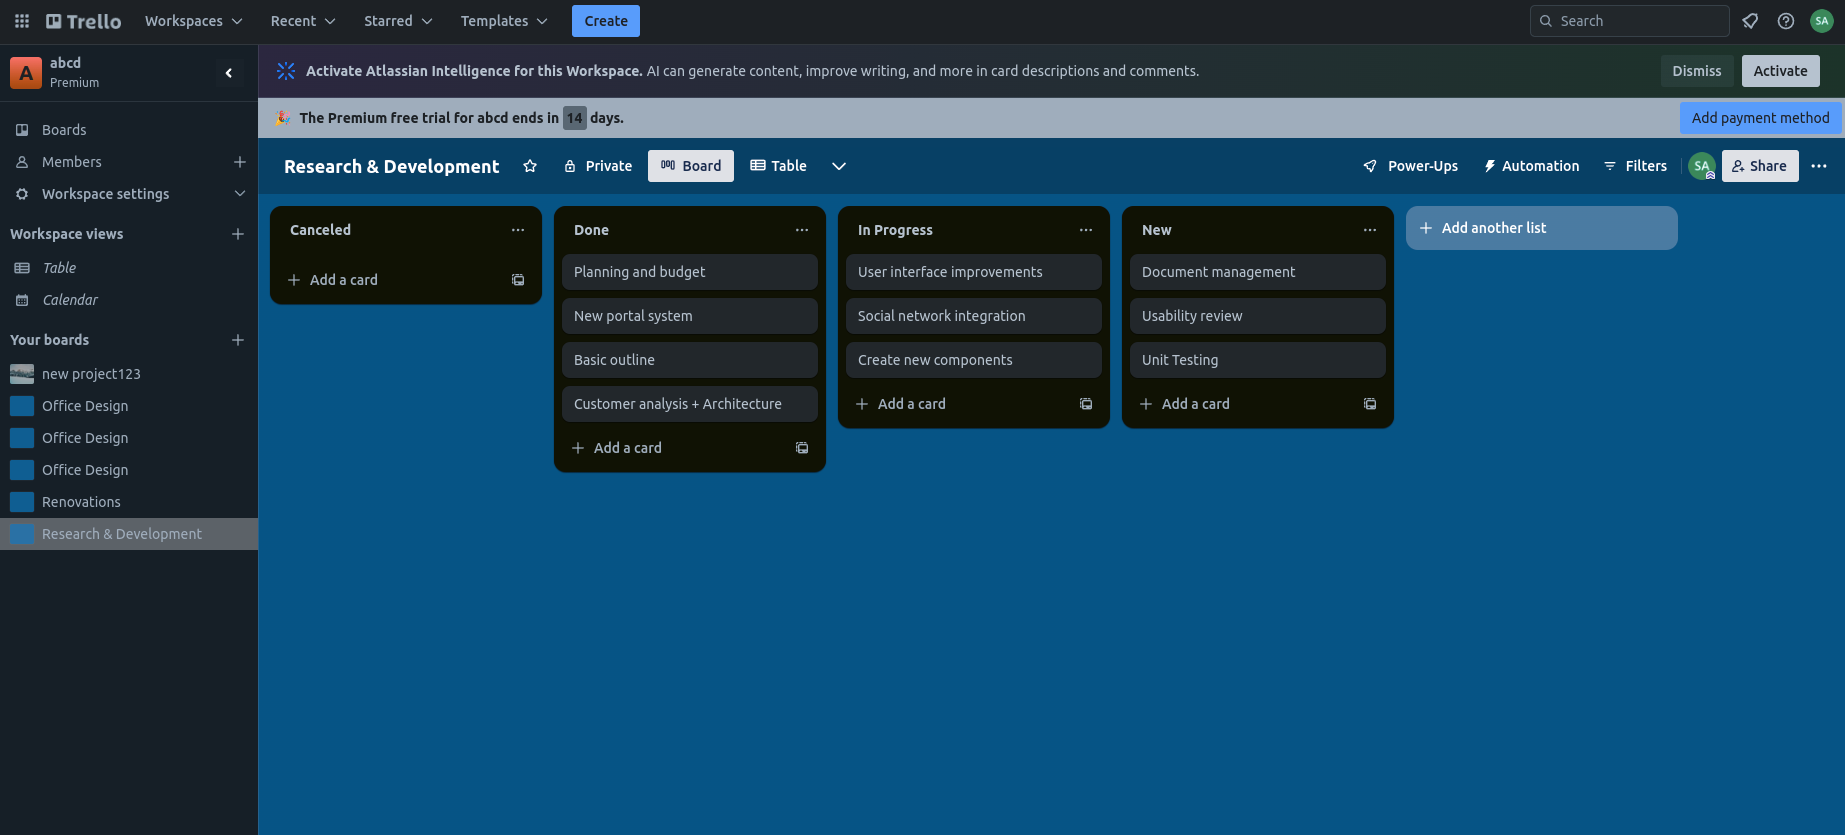 Trello
Workspaces
Recent
Starred
Templates
Create
Search
SA
A
abcd
Premium
Activate Atlassian Intelligence for this Workspace. AI can generate content, improve writing, and more in card descriptions and comments.
Dismiss
Activate
The Premium free trial for abcd ends in 14 days.
Add payment method
Boards
Members
Workspace settings
Workspace views
Table
Calendar
Your boards
new project123
Office Design
Office Design
Office Design
Renovations
Research & Development
Research & Development
Private
Board
Table
Power-Ups
Automation
Filters
SA
Share
Canceled
Add a card
Done
Planning and budget
New portal system
Basic outline
Customer analysis + Architecture
Add a card
In Progress
User interface improvements
Social network integration
Create new components
Add a card
New
Document management
Usability review
Unit Testing
Add a card
Add another list